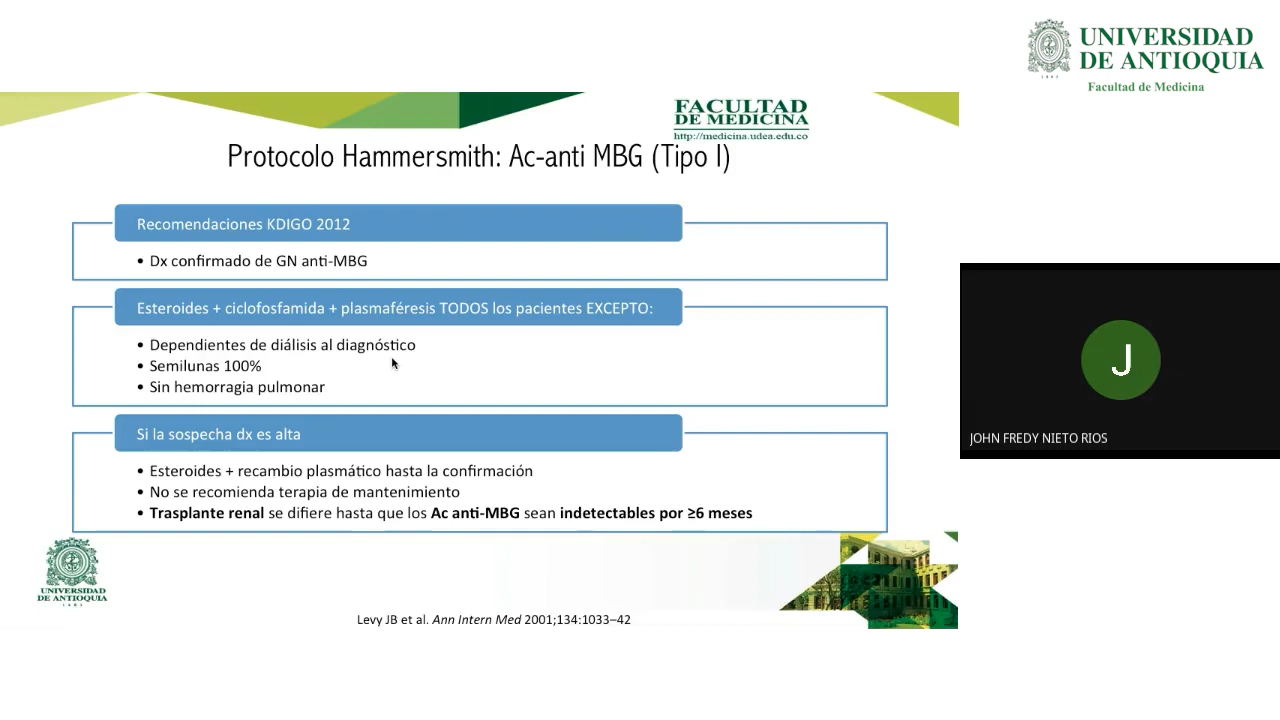 UNIVERSIDAD
DE ANTIOQUIA
1803
Facultad de Medicina
FACULTAD
DE MEDICINA
http://medicina.udea.edu.co
Protocolo Hammersmith: Ac-anti MBG (Tipo I)
Recomendaciones KDIGO 2012
• Dx confirmado de GN anti-MBG
Esteroides + ciclofosfamida + plasmaféresis TODOS los pacientes EXCEPTO:
• Dependientes de diálisis al diagnóstico
• Semilunas 100%
• Sin hemorragia pulmonar
Si la sospecha dx es alta
• Esteroides + recambio plasmático hasta la confirmación
• No se recomienda terapia de mantenimiento
• Trasplante renal se difiere hasta que los Ac anti-MBG sean indetectables por ≥6 meses
J
JOHN FREDY NIETO RIOS
UNIVERSIDAD
DE ANTIOQUIA
1803
Levy JB et al. Ann Intern Med 2001;134:1033–42